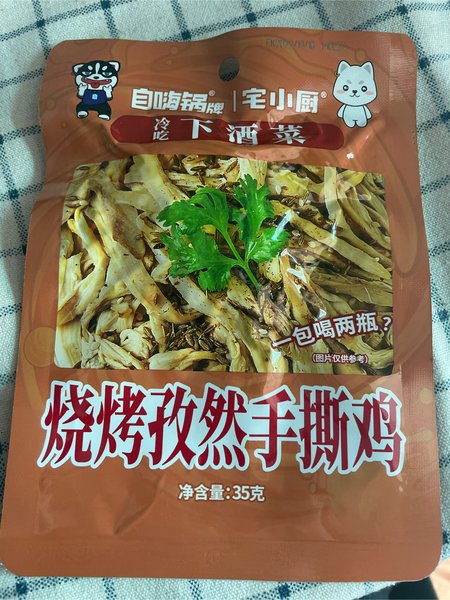 自嗨锅牌® | 宅小厨®
冷吃 下酒菜
一包喝两瓶？
(图片仅供参考)
烧烤孜然手撕鸡
净含量:35克